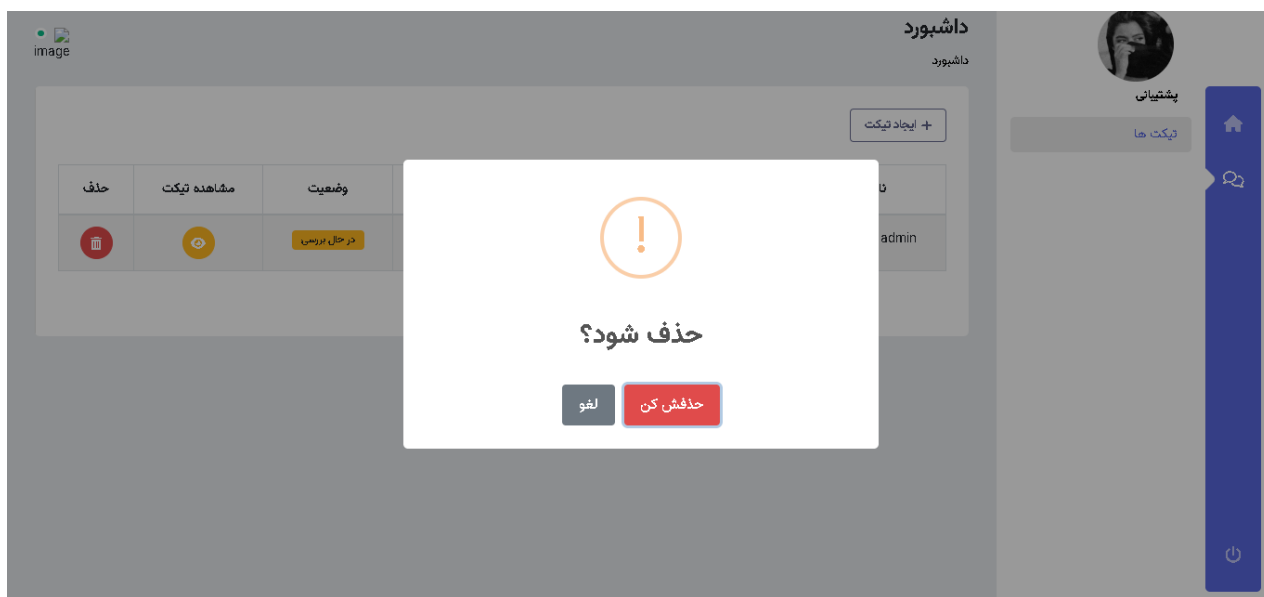 داشبورد
داشبورد
image
پشتیبانی
تیکت ها
+ ایجاد تیکت
وضعیت
مشاهده تیکت
حذف
admin
در حال بررسی
!
حذف شود؟
حذفش کن
لغو